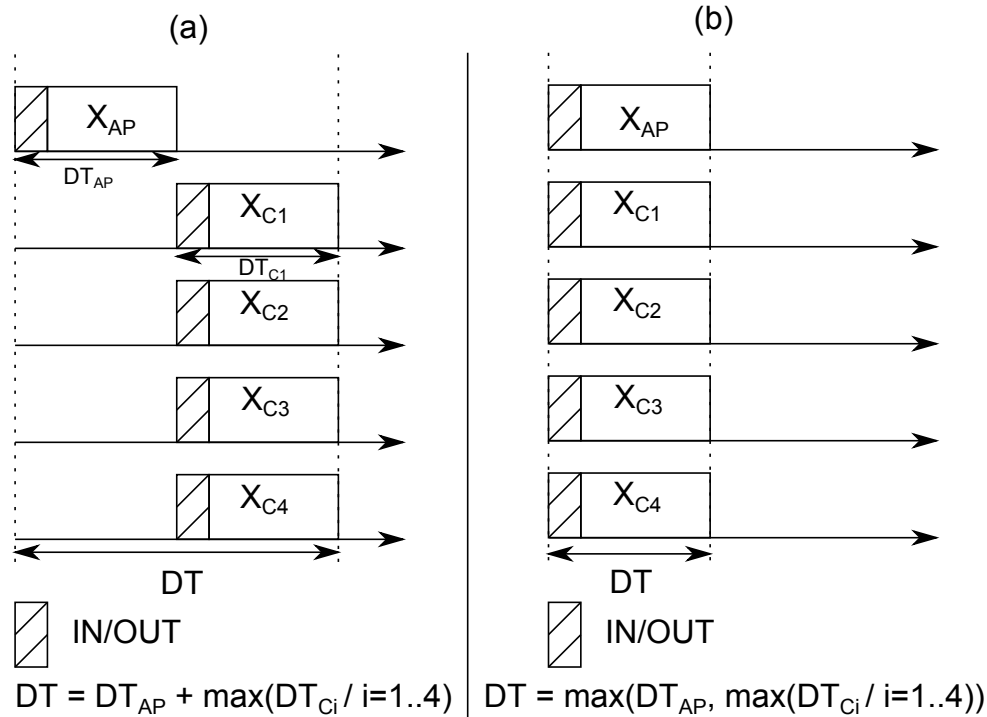 (a)
X_AP
DT_AP
X_C1
DT_C1
X_C2
X_C3
X_C4
DT
IN/OUT
DT = DT_AP + max(DT_Ci / i=1..4)
(b)
X_AP
X_C1
X_C2
X_C3
X_C4
DT
IN/OUT
DT = max(DT_AP, max(DT_Ci / i=1..4))